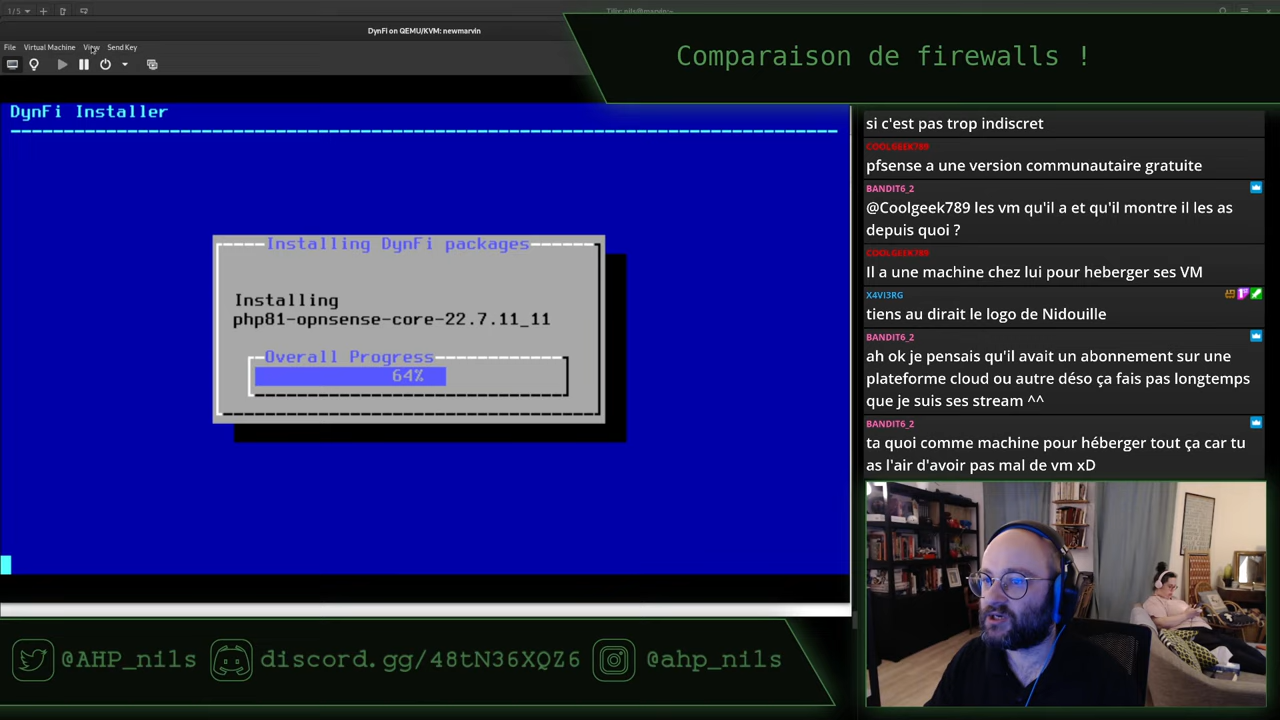 1/5
Tilix: nils@marvin:~
DynFi on QEMU/KVM: newmarvin
File Virtual Machine View Send Key
Comparaison de firewalls !
DynFi Installer
Installing DynFi packages
Installing
php81-opnsense-core-22.7.11_11
Overall Progress
64%
si c'est pas trop indiscret
COOLGEEK789
pfsense a une version communautaire gratuite
BANDIT6_2
@Coolgeek789 les vm qu'il a et qu'il montre il les as
depuis quoi ?
COOLGEEK789
Il a une machine chez lui pour heberger ses VM
X4VI3RG
tiens au dirait le logo de Nidouille
BANDIT6_2
ah ok je pensais qu'il avait un abonnement sur une
plateforme cloud ou autre déso ça fais pas longtemps
que je suis ses stream ^^
BANDIT6_2
ta quoi comme machine pour héberger tout ça car tu
as l'air d'avoir pas mal de vm xD
@AHP_nils discord.gg/48tN36XQZ6 @ahp_nils